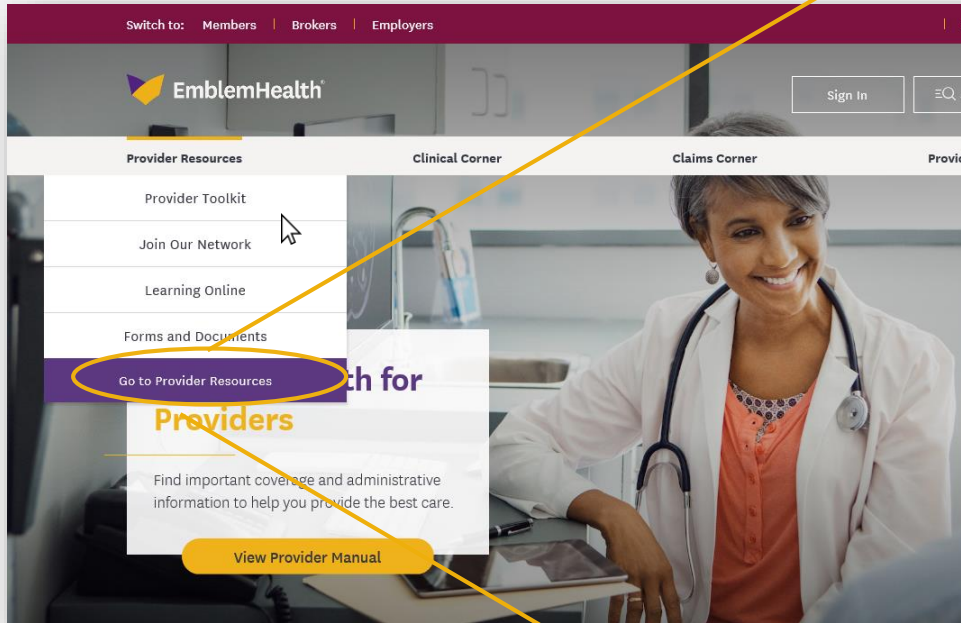 Switch to: Members | Brokers | Employers
EmblemHealth®
Sign In
Provider Resources Clinical Corner Claims Corner
Provider Toolkit
Join Our Network
Learning Online
Forms and Documents
Go to Provider Resources
th for
Providers
Find important coverage and administrative
information to help you provide the best care.
View Provider Manual